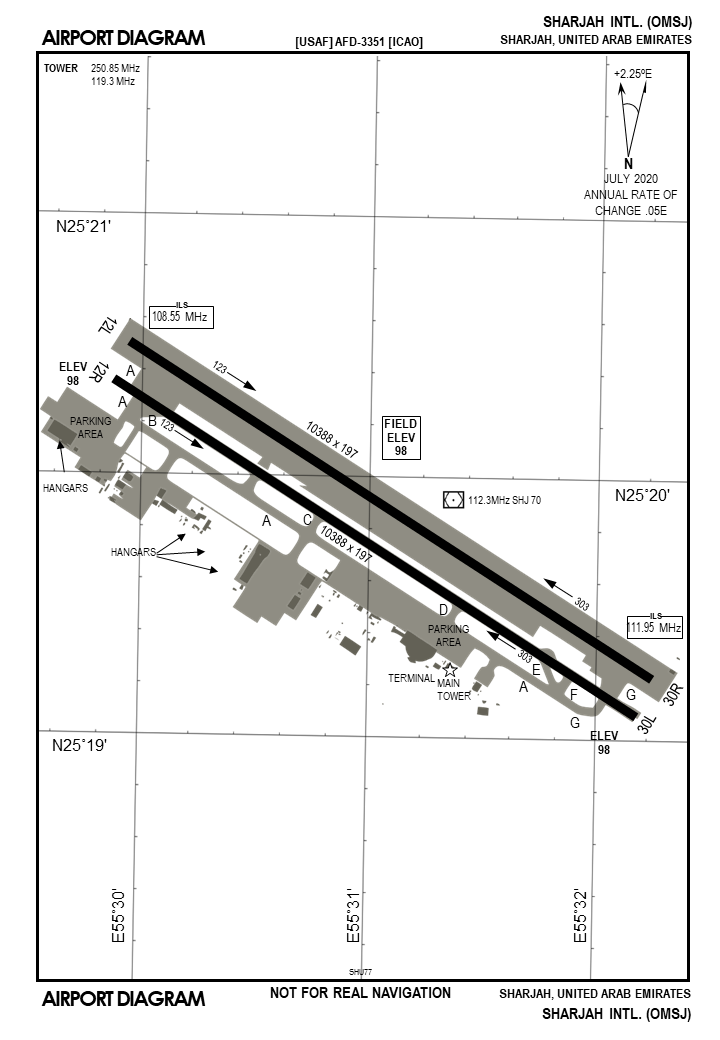 SHARJAH INTL. (OMSJ)
AIRPORT DIAGRAM
[USAF] AFD-3351 [ICAO]
SHARJAH, UNITED ARAB EMIRATES
TOWER 250.85 MHz
119.3 MHz
+2.25ºE
N
JULY 2020
ANNUAL RATE OF
CHANGE .05E
N25°21'
ILS
108.55 MHz
12L
ELEV
98
12R
A
A
123
B
123
PARKING
AREA
FIELD
ELEV
98
10388 x 197
HANGARS
N25°20'
112.3MHz SHJ 70
A
C
10388 x 197
HANGARS
303
D
ILS
111.95 MHz
PARKING
AREA
303
E
TERMINAL
MAIN
TOWER
A
F
G
30R
G
30L
ELEV
98
N25°19'
E55°30'
E55°31'
E55°32'
SHU77
AIRPORT DIAGRAM
NOT FOR REAL NAVIGATION
SHARJAH, UNITED ARAB EMIRATES
SHARJAH INTL. (OMSJ)